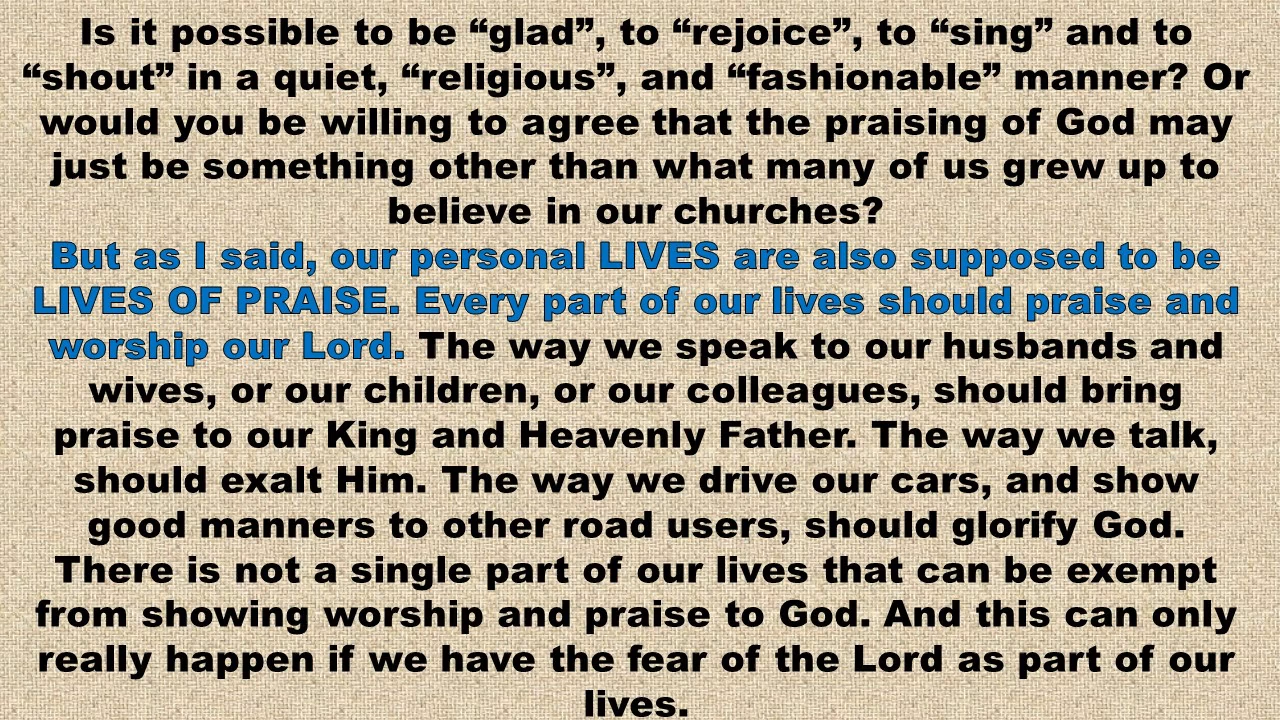 Is it possible to be “glad”, to “rejoice”, to “sing” and to
“shout” in a quiet, “religious”, and “fashionable” manner? Or
would you be willing to agree that the praising of God may
just be something other than what many of us grew up to
believe in our churches?
But as I said, our personal LIVES are also supposed to be
LIVES OF PRAISE. Every part of our lives should praise and
worship our Lord. The way we speak to our husbands and
wives, or our children, or our colleagues, should bring
praise to our King and Heavenly Father. The way we talk,
should exalt Him. The way we drive our cars, and show
good manners to other road users, should glorify God.
There is not a single part of our lives that can be exempt
from showing worship and praise to God. And this can only
really happen if we have the fear of the Lord as part of our
lives.